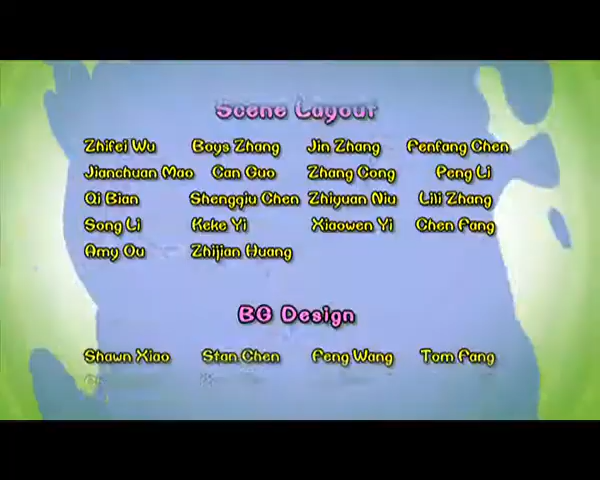 Scene Layout
Zhifei Wu Boys Zhang Jin Zhang Fenfang Chen
Jianchuan Mao Can Guo Zhang Cong Peng Li
Qi Bian Shengqiu Chen Zhiyuan Niu Lili Zhang
Song Li Keke Yi Xiaowen Yi Chen Fang
Amy Ou Zhijian Huang
BG Design
Shawn Xiao Stan Chen Feng Wang Tom Fang